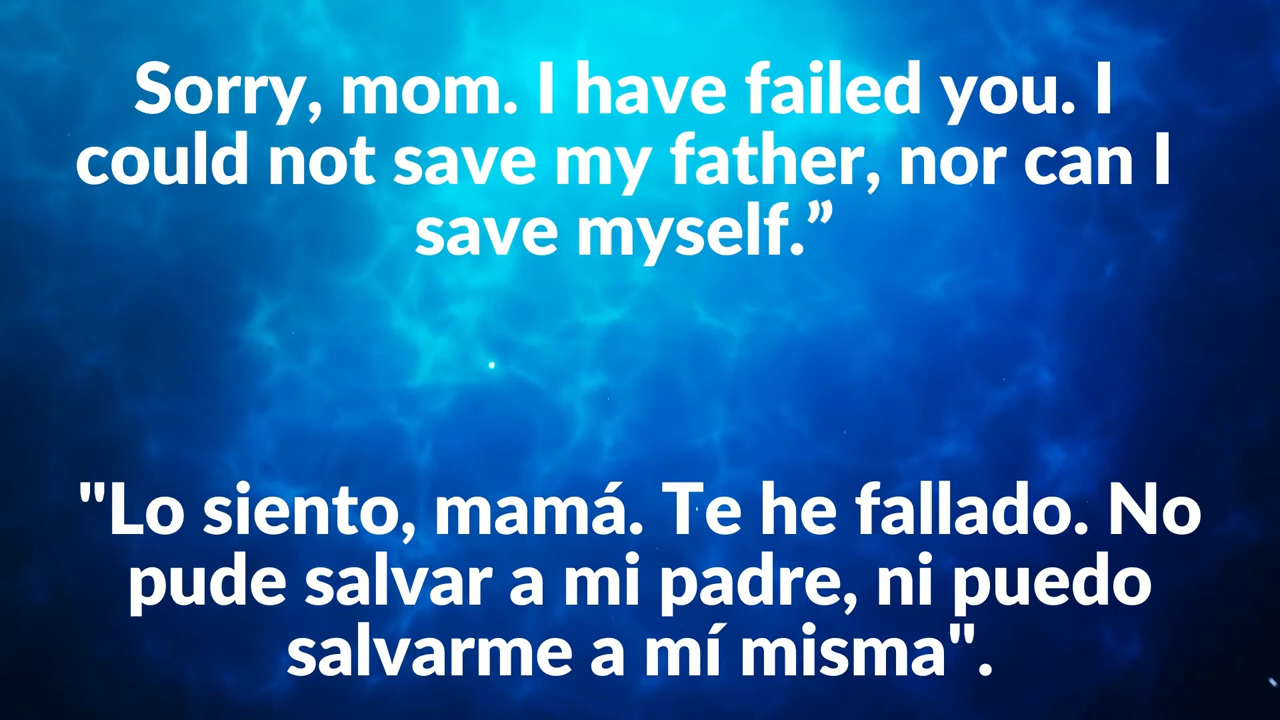 Sorry, mom. I have failed you. I
could not save my father, nor can I
save myself.”
"Lo siento, mamá. Te he fallado. No
pude salvar a mi padre, ni puedo
salvarme a mí misma".